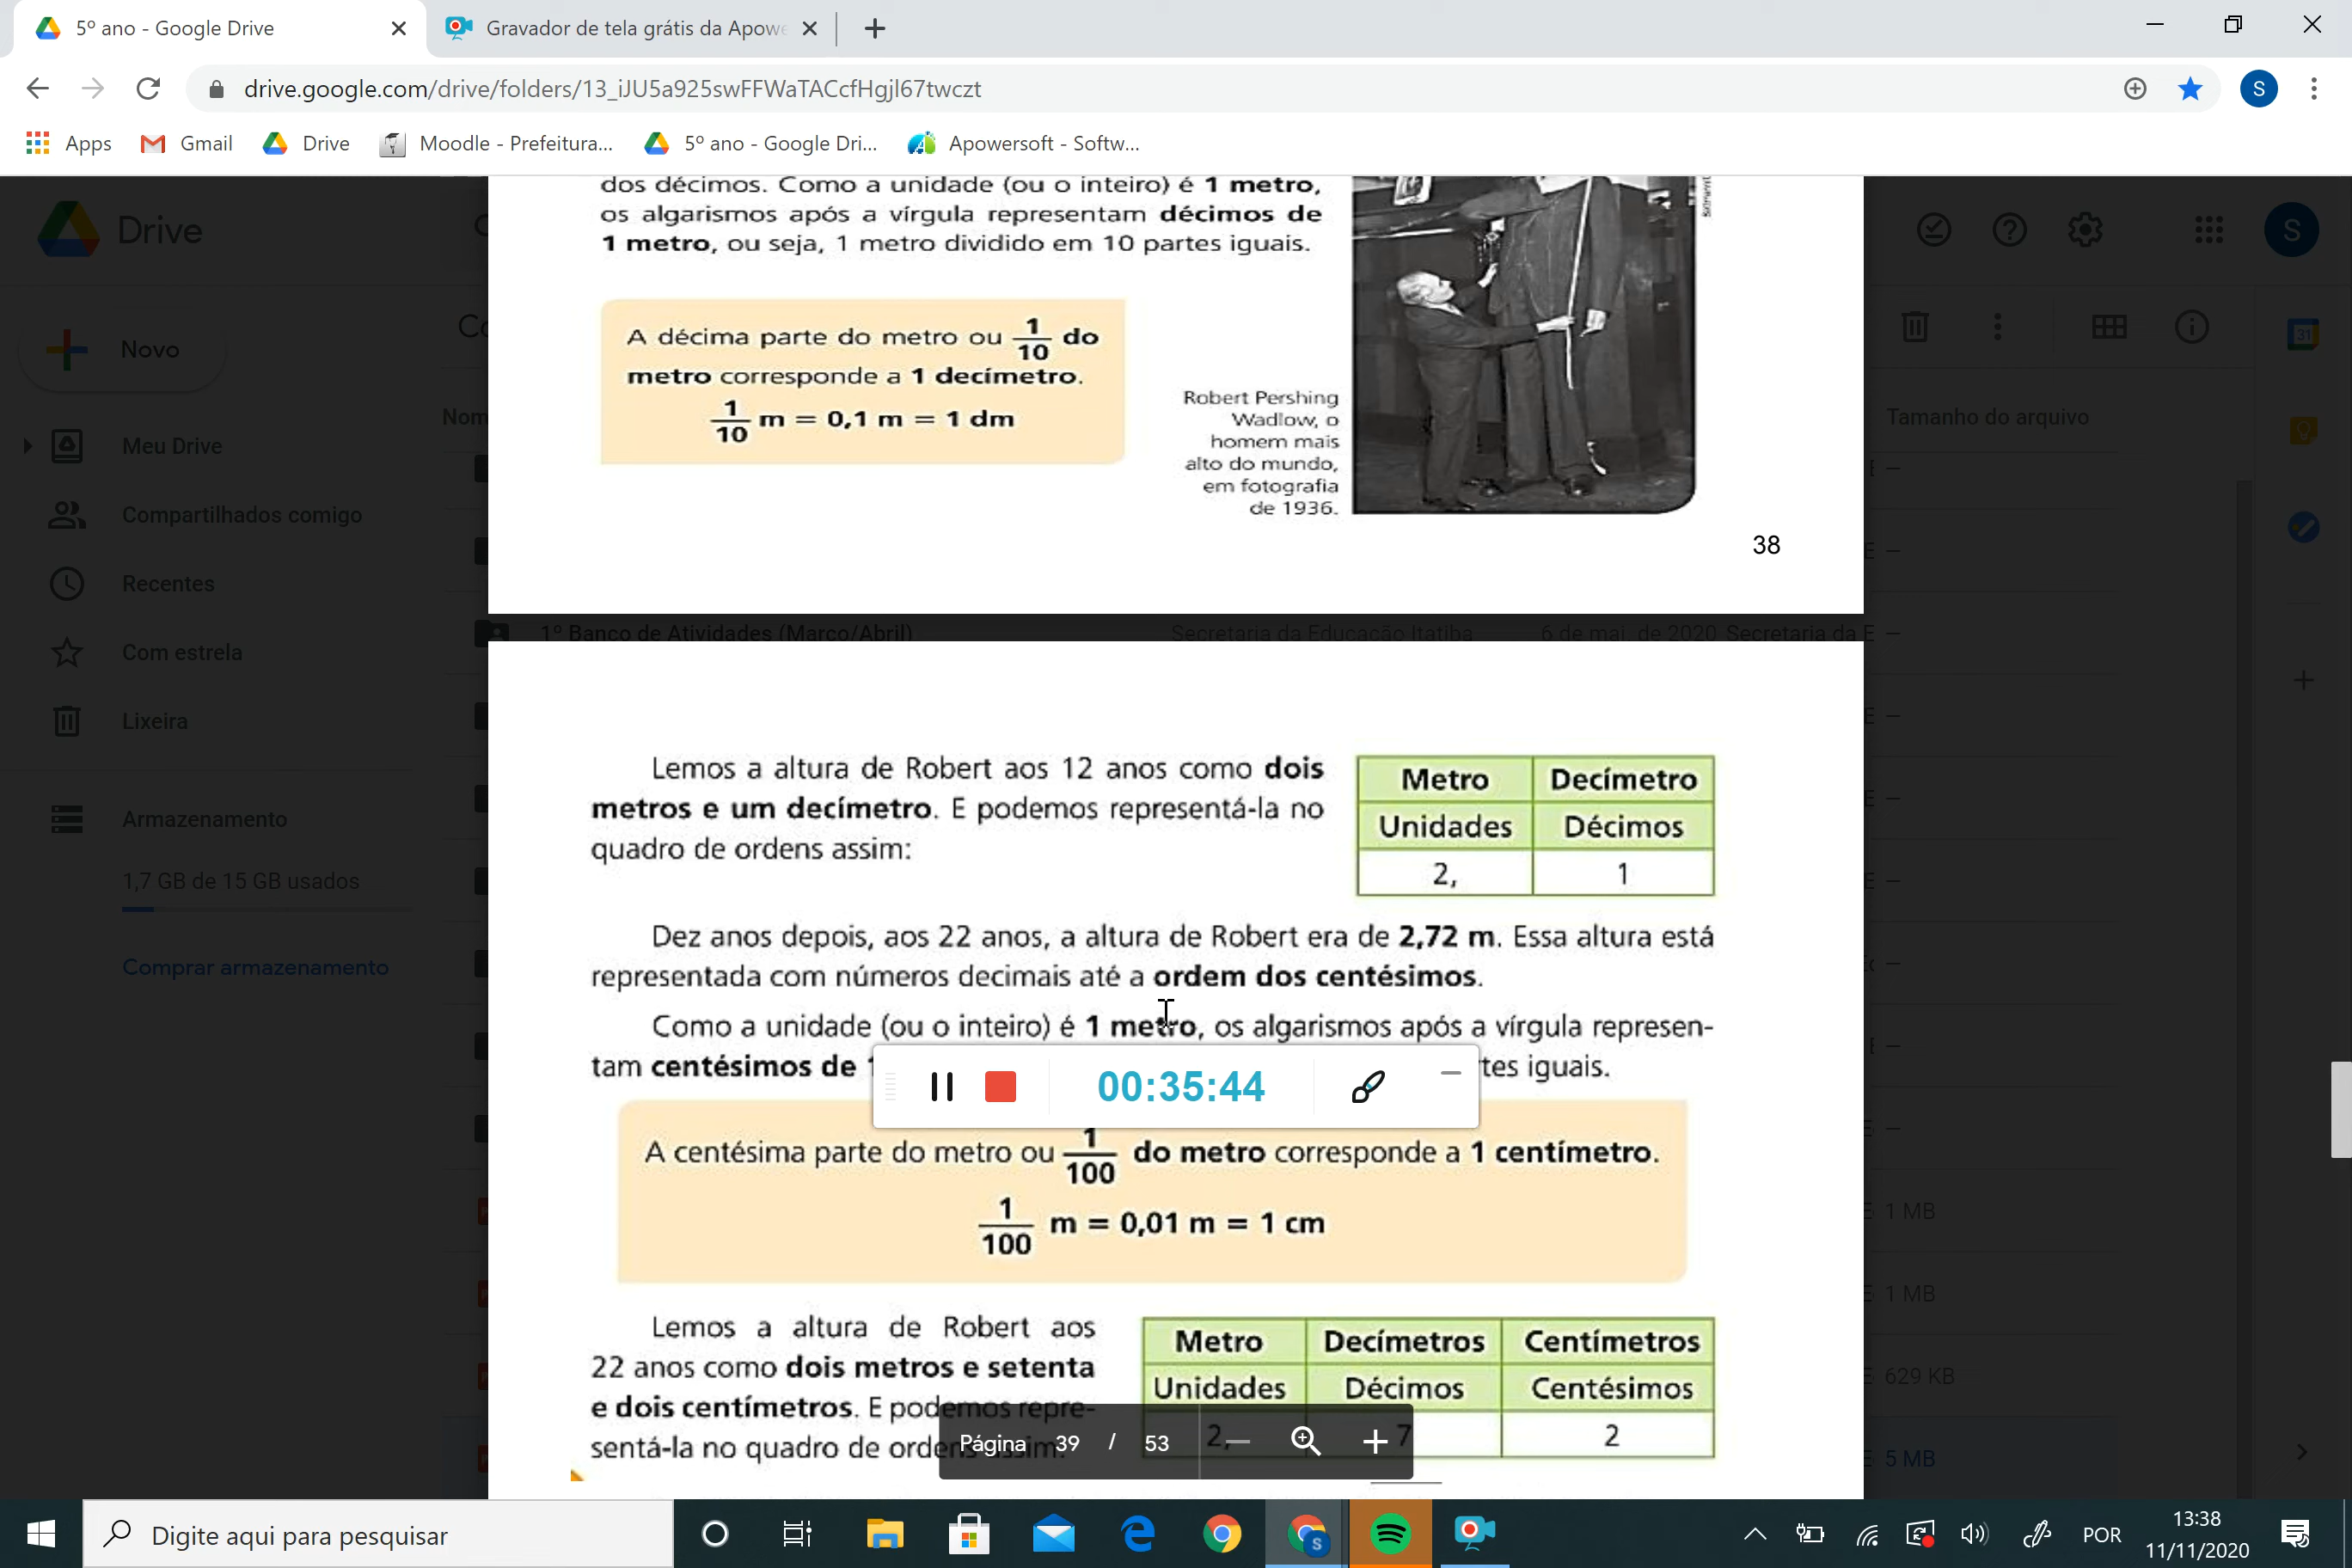 5º ano - Google Drive
Gravador de tela grátis da Apowe
drive.google.com/drive/folders/13_iJU5a925swFFWaTACcfHgjl67twczt
S
Apps
Gmail
Drive
Moodle - Prefeitura...
5º ano - Google Dri...
Apowersoft - Softw...
Drive
S
Novo
Nom
Tamanho do arquivo
Meu Drive
Compartilhados comigo
Recentes
Com estrela
Lixeira
Armazenamento
1,7 GB de 15 GB usados
Comprar armazenamento
31
dos décimos. Como a unidade (ou o inteiro) é 1 metro,
os algarismos após a vírgula representam décimos de
1 metro, ou seja, 1 metro dividido em 10 partes iguais.
A décima parte do metro ou 1/10 do
metro corresponde a 1 decímetro.
1/10 m = 0,1 m = 1 dm
Robert Pershing
Wadlow, o
homem mais
alto do mundo,
em fotografia
de 1936.
38
1º Banco de Atividades (Março/Abril)
Secretaria da Educação Itatiba
6 de mai. de 2020 Secretaria da E
Lemos a altura de Robert aos 12 anos como dois
metros e um decímetro. E podemos representá-la no
quadro de ordens assim:
Metro Decímetro
Unidades Décimos
2, 1
Dez anos depois, aos 22 anos, a altura de Robert era de 2,72 m. Essa altura está
representada com números decimais até a ordem dos centésimos.
Como a unidade (ou o inteiro) é 1 metro, os algarismos após a vírgula represen-
tam centésimos de 1
tes iguais.
00:35:44
A centésima parte do metro ou 1/100 do metro corresponde a 1 centímetro.
1/100 m = 0,01 m = 1 cm
Lemos a altura de Robert aos
22 anos como dois metros e setenta
e dois centímetros. E podemos repre-
sentá-la no quadro de ordens assim:
Metro Decímetros Centímetros
Unidades Décimos Centésimos
2, 7 2
Página 39 / 53
1 MB
1 MB
629 KB
5 MB
Digite aqui para pesquisar
S
POR
13:38
11/11/2020